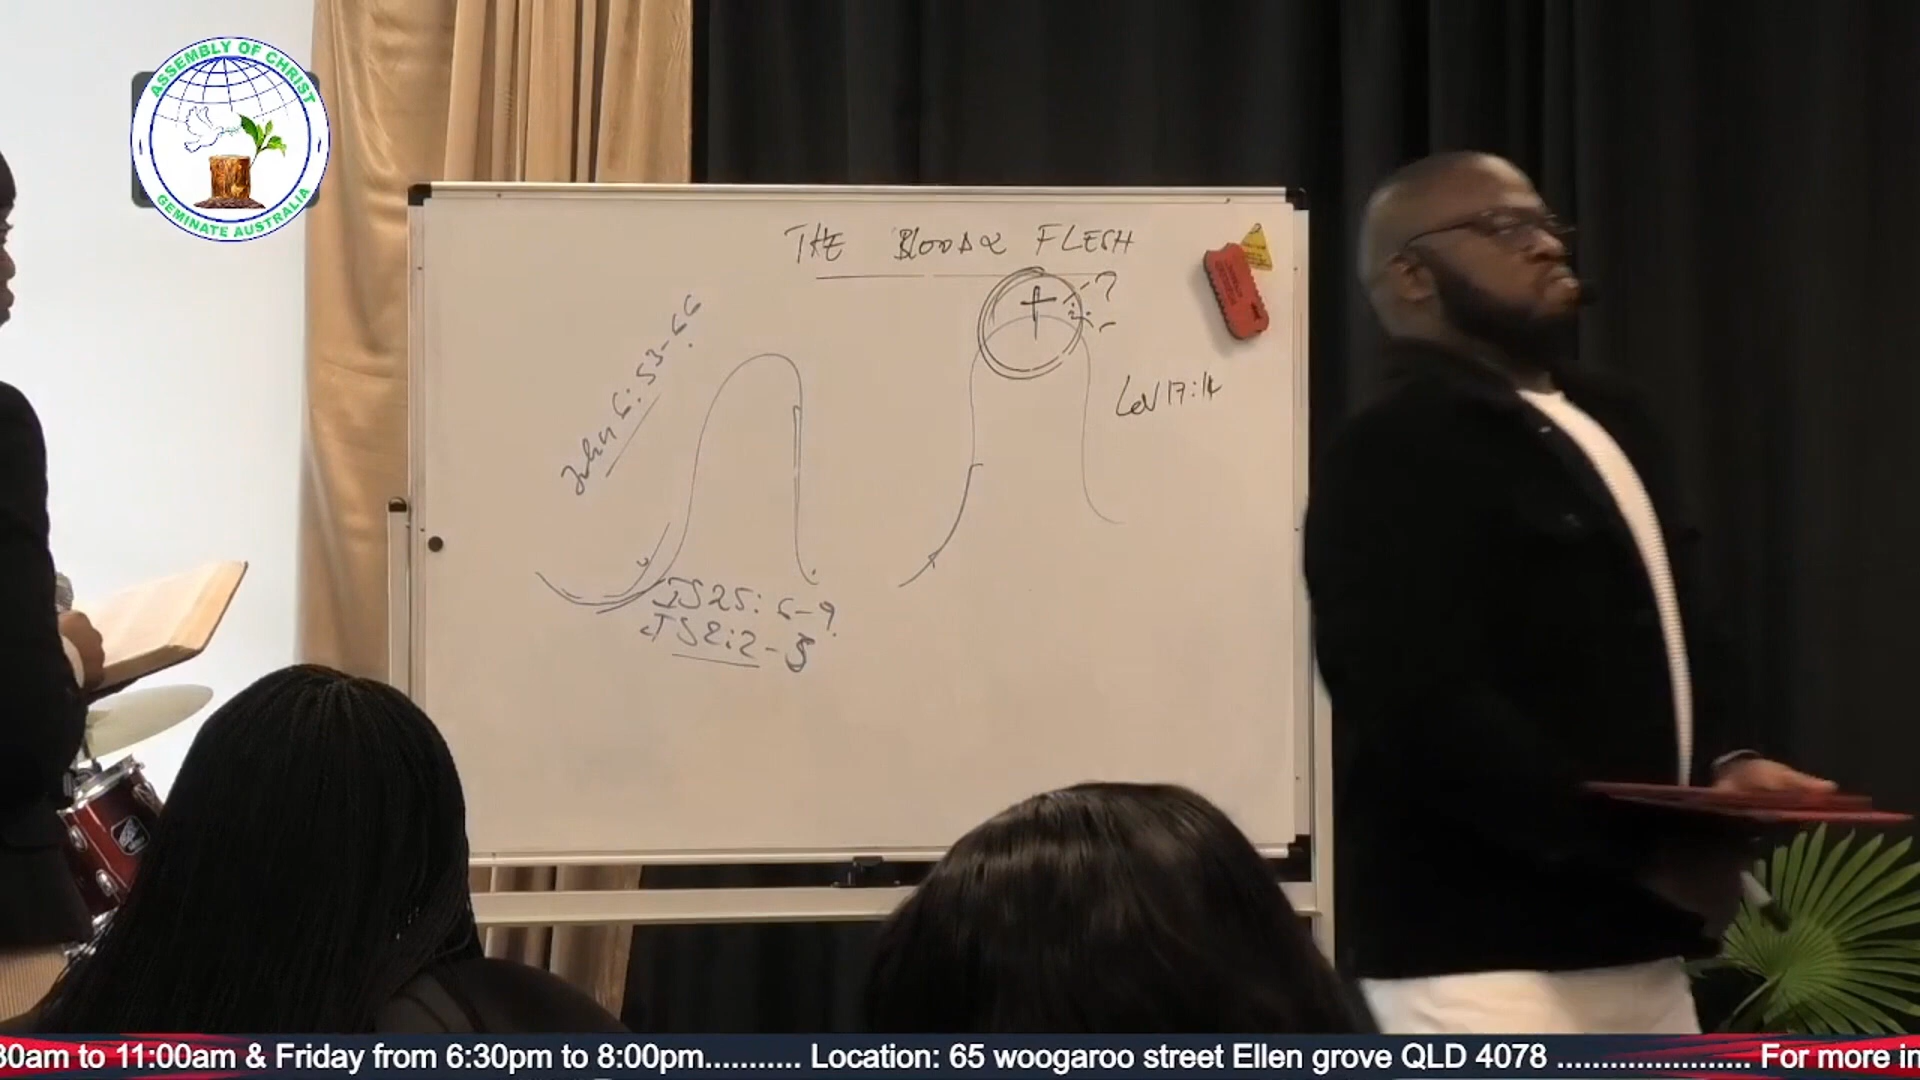 ASSEMBLY OF CHRIST
GEMINATE AUSTRALIA
THE BLOOD & FLESH
John 6:53-66
? 
Lev 17:14
IS 25:6-9
IS 2:2-3
30am to 11:00am & Friday from 6:30pm to 8:00pm........... Location: 65 woogaroo street Ellen grove QLD 4078 ...................... For more in